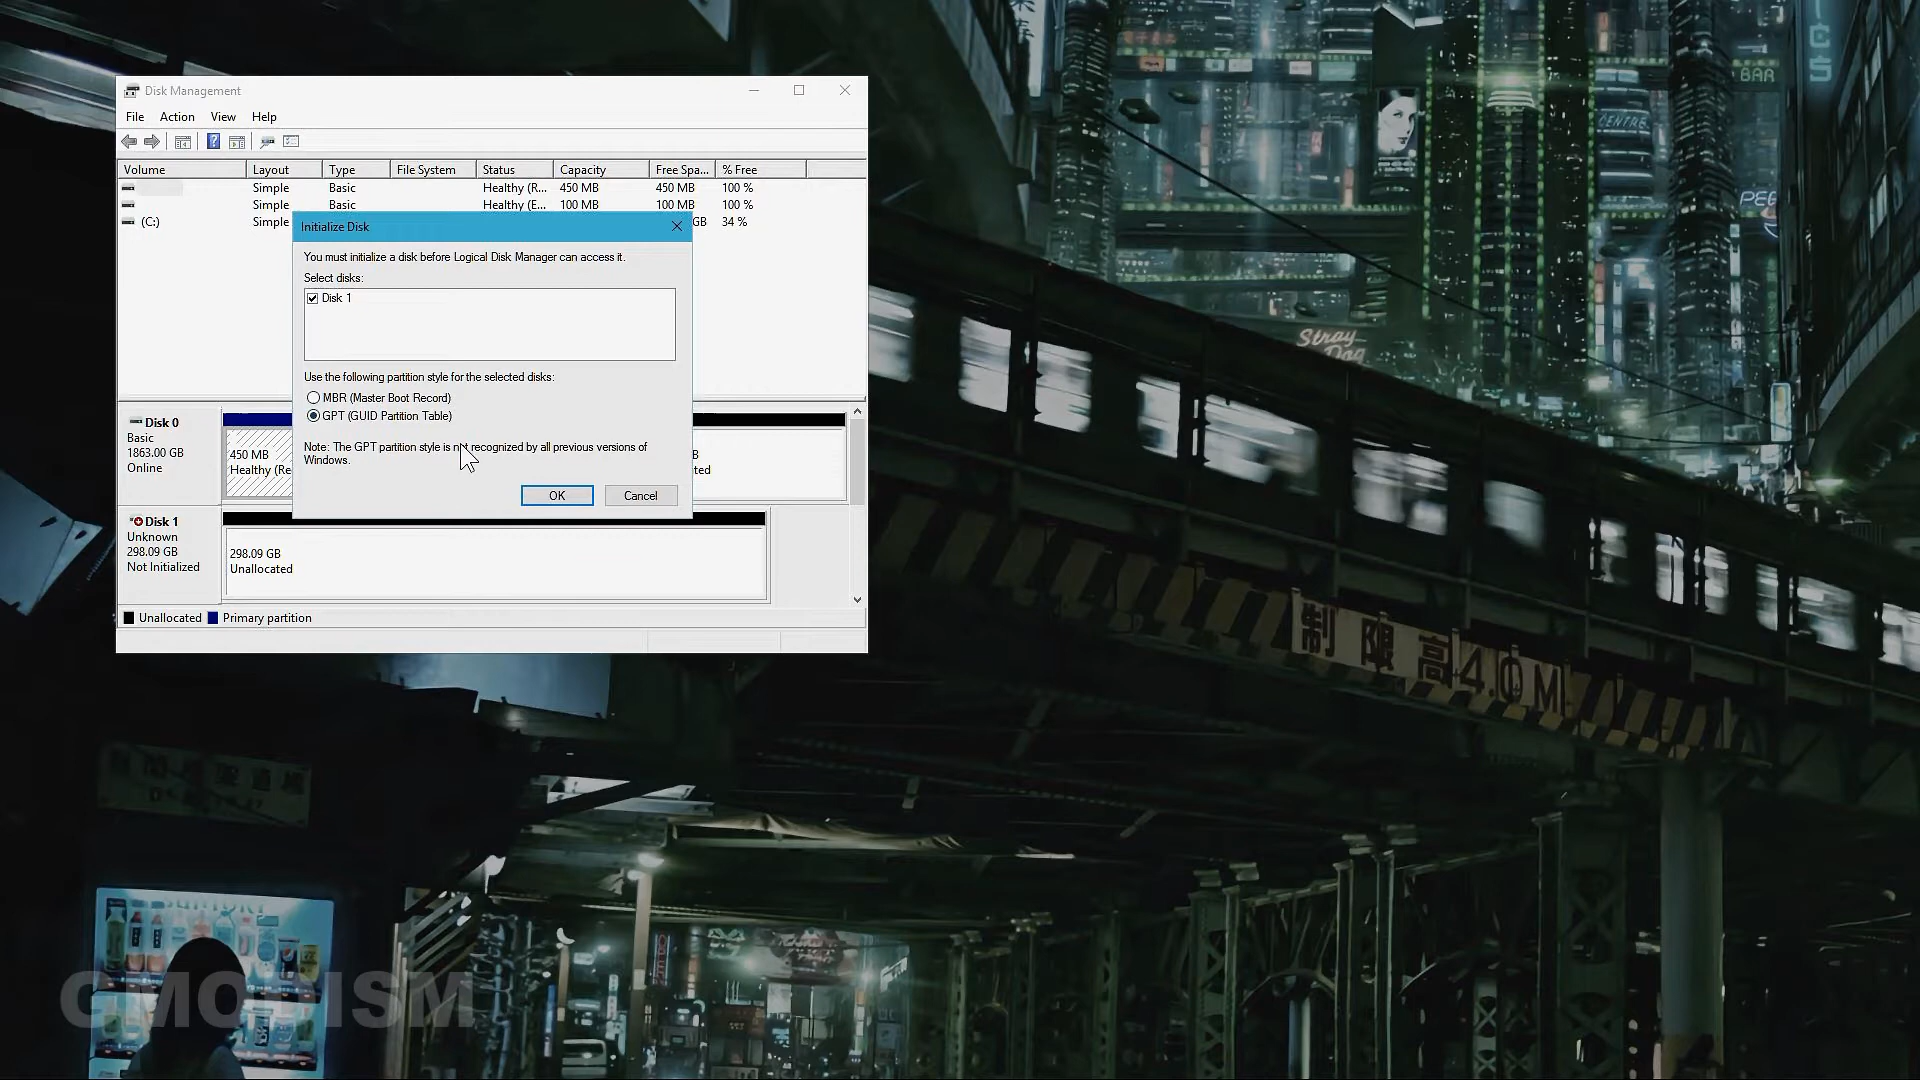 Disk Management
File Action View Help
Volume Layout Type File System Status Capacity Free Spa... % Free
Simple Basic Healthy (R... 450 MB 450 MB 100 %
Simple Basic Healthy (E... 100 MB 100 MB 100 %
(C:) Simple GB 34 %
Initialize Disk
You must initialize a disk before Logical Disk Manager can access it.
Select disks:
Disk 1
Use the following partition style for the selected disks:
MBR (Master Boot Record)
GPT (GUID Partition Table)
Note: The GPT partition style is not recognized by all previous versions of
Windows.
OK Cancel
Disk 0
Basic
1863.00 GB
Online
450 MB
Healthy (Re
B
ted
Disk 1
Unknown
298.09 GB
Not Initialized
298.09 GB
Unallocated
Unallocated Primary partition
BAR
CENTRE
Stray
Dog
制限高4.0M
GMODISM